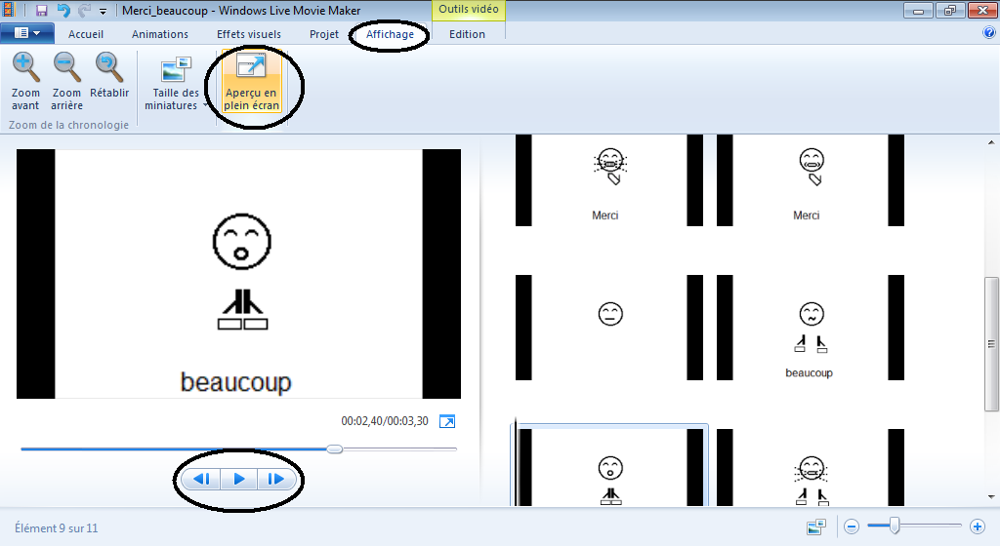 Merci_beaucoup - Windows Live Movie Maker
Outils vidéo
Accueil Animations Effets visuels Projet Affichage Edition
Zoom avant
Zoom arrière
Rétablir
Taille des miniatures
Aperçu en plein écran
Zoom de la chronologie
beaucoup
00:02,40/00:03,30
Merci
Merci
beaucoup
Élément 9 sur 11